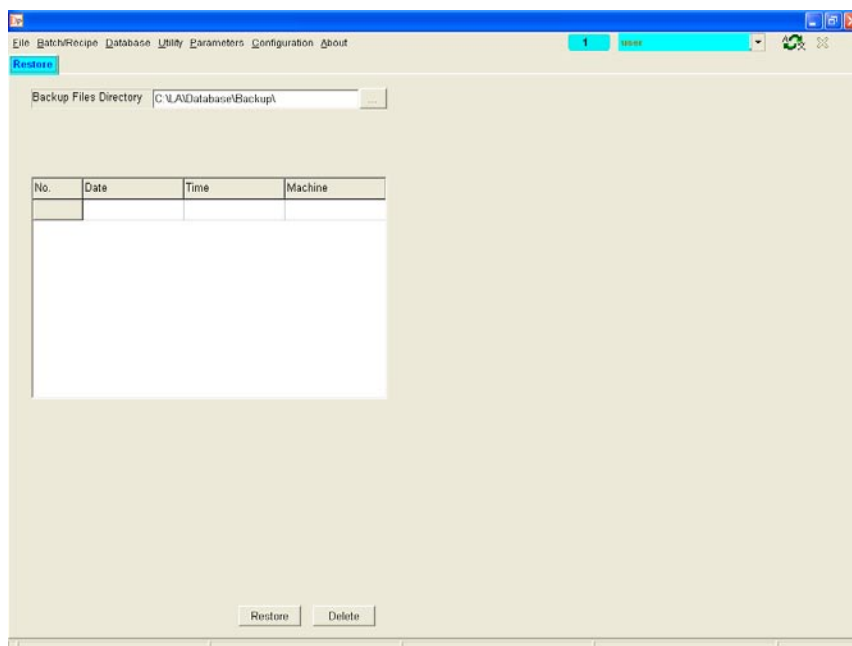 File Batch/Recipe Database Utility Parameters Configuration About 1 user
Restore
Backup Files Directory C:\LA\Database\Backup\ ...
No. Date Time Machine
Restore Delete